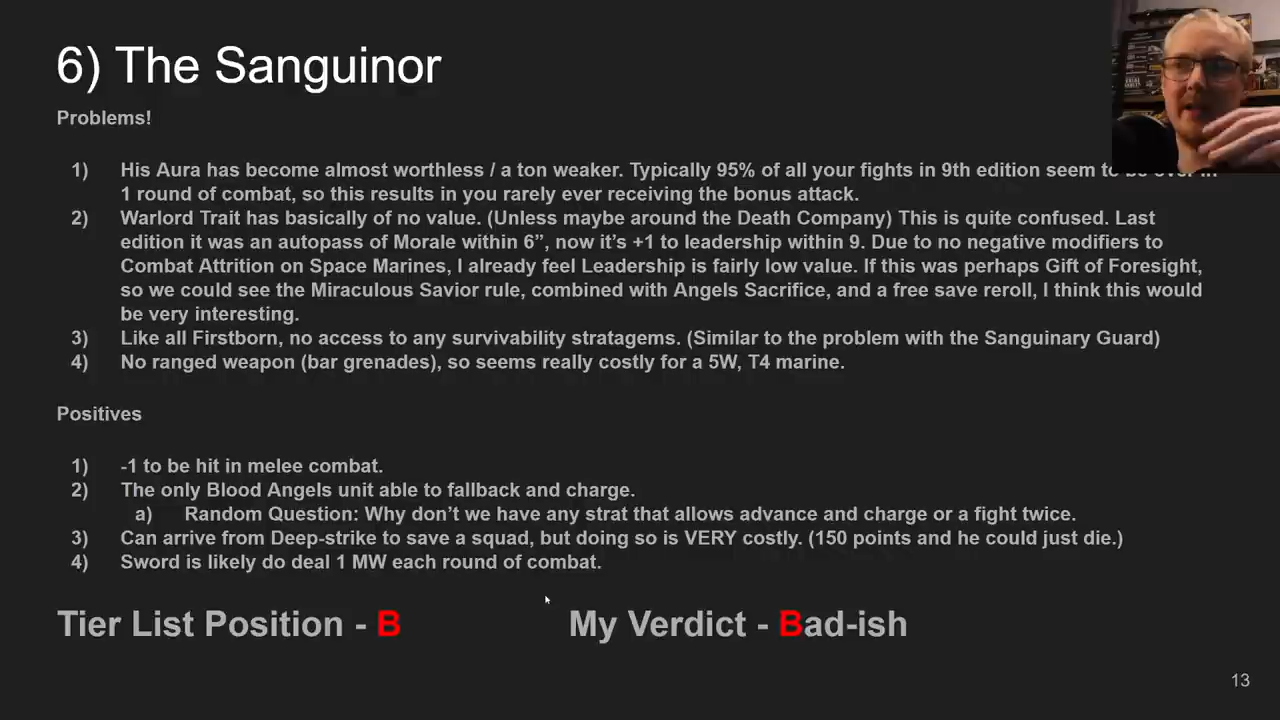 6) The Sanguinor
Problems!
1) His Aura has become almost worthless / a ton weaker. Typically 95% of all your fights in 9th edition seem to be over in
1 round of combat, so this results in you rarely ever receiving the bonus attack.
2) Warlord Trait has basically of no value. (Unless maybe around the Death Company) This is quite confused. Last
edition it was an autopass of Morale within 6”, now it’s +1 to leadership within 9. Due to no negative modifiers to
Combat Attrition on Space Marines, I already feel Leadership is fairly low value. If this was perhaps Gift of Foresight,
so we could see the Miraculous Savior rule, combined with Angels Sacrifice, and a free save reroll, I think this would
be very interesting.
3) Like all Firstborn, no access to any survivability stratagems. (Similar to the problem with the Sanguinary Guard)
4) No ranged weapon (bar grenades), so seems really costly for a 5W, T4 marine.
Positives
1) -1 to be hit in melee combat.
2) The only Blood Angels unit able to fallback and charge.
a) Random Question: Why don’t we have any strat that allows advance and charge or a fight twice.
3) Can arrive from Deep-strike to save a squad, but doing so is VERY costly. (150 points and he could just die.)
4) Sword is likely do deal 1 MW each round of combat.
Tier List Position - B My Verdict - Bad-ish
13